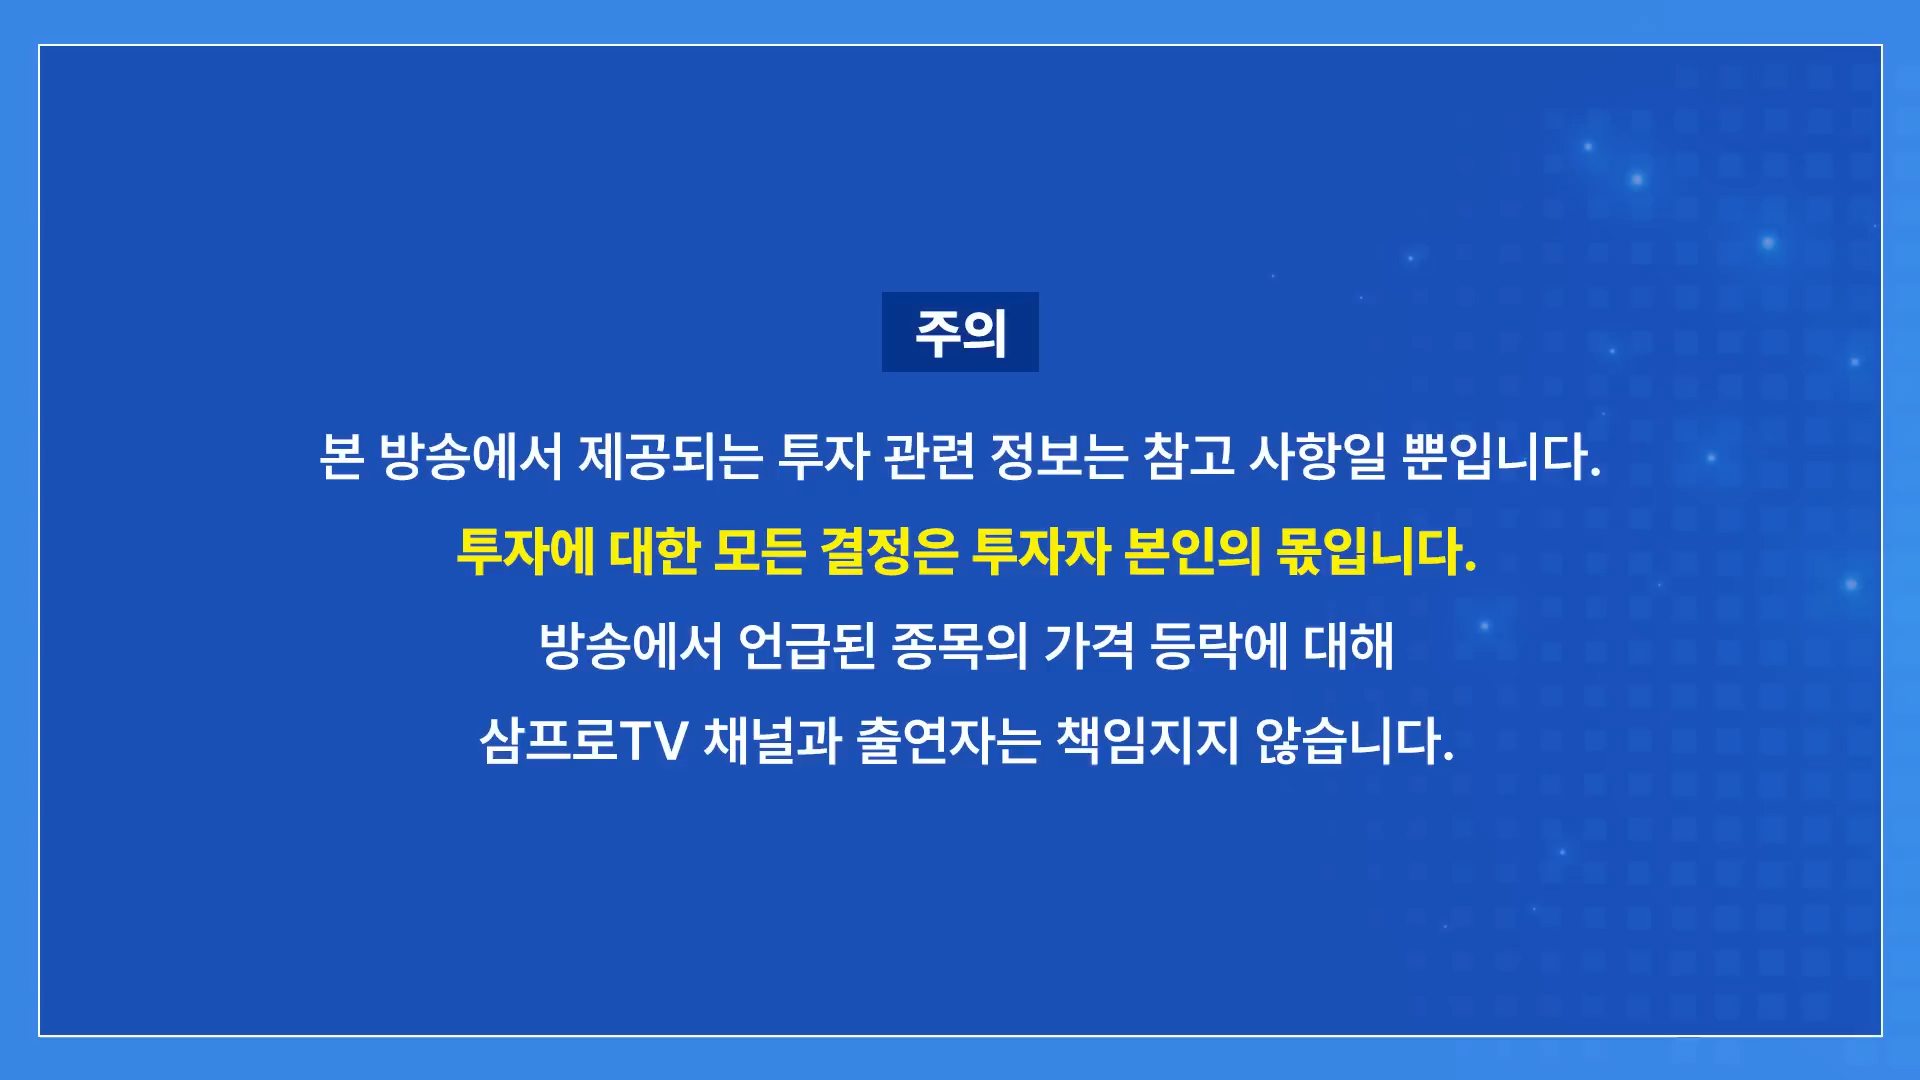 주의
본 방송에서 제공되는 투자 관련 정보는 참고 사항일 뿐입니다.
투자에 대한 모든 결정은 투자자 본인의 몫입니다.
방송에서 언급된 종목의 가격 등락에 대해
삼프로TV 채널과 출연자는 책임지지 않습니다.